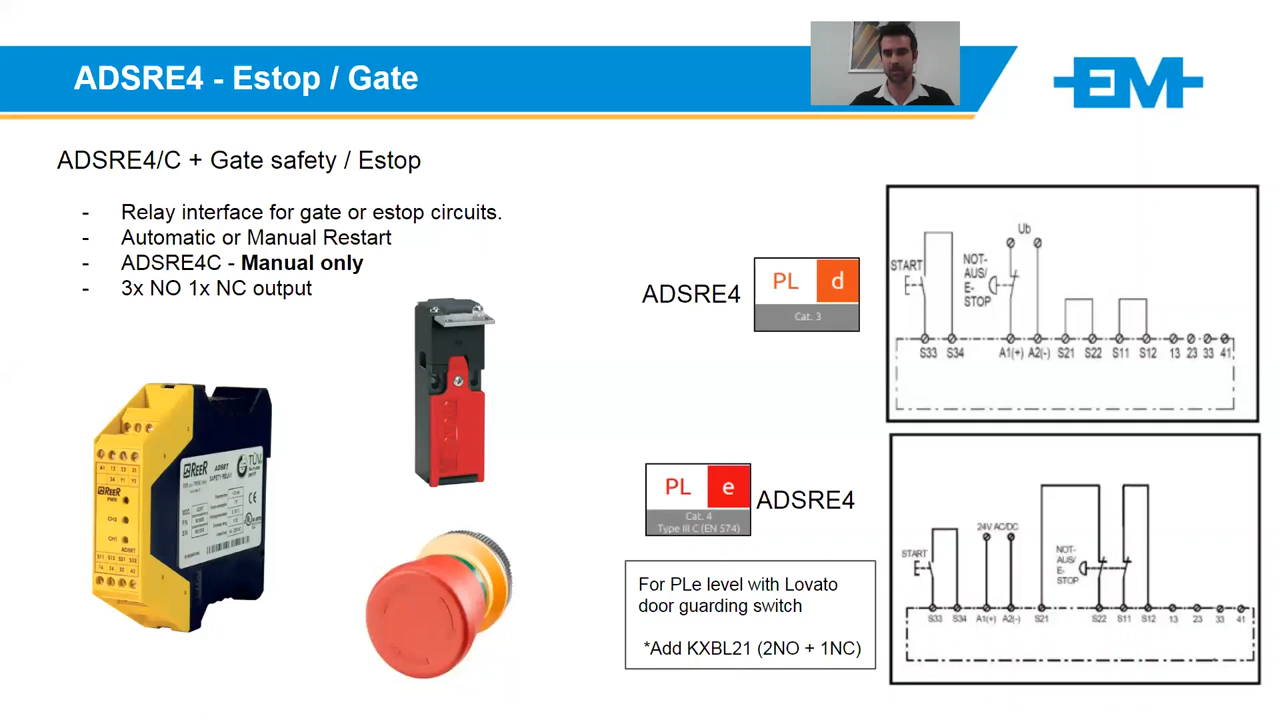 ADSRE4 - Estop / Gate
EM
ADSRE4/C + Gate safety / Estop
- Relay interface for gate or estop circuits.
- Automatic or Manual Restart
- ADSRE4C - Manual only
- 3x NO 1x NC output
ADSRE4
PL d
Cat. 3
Ub
START
NOT-
AUS/
E-
STOP
S33 S34 A1(+) A2(-) S21 S22 S11 S12 13 23 33 41
PL e
Cat. 4
Type III C (EN 574)
ADSRE4
For PLe level with Lovato
door guarding switch
*Add KXBL21 (2NO + 1NC)
24V AC/DC
START
NOT-
AUS/
E-
STOP
S33 S34 A1(+) A2(-) S21 S22 S11 S12 13 23 33 41
REER
REER
ADSRT
SAFETY RELAY
TÜV
CE